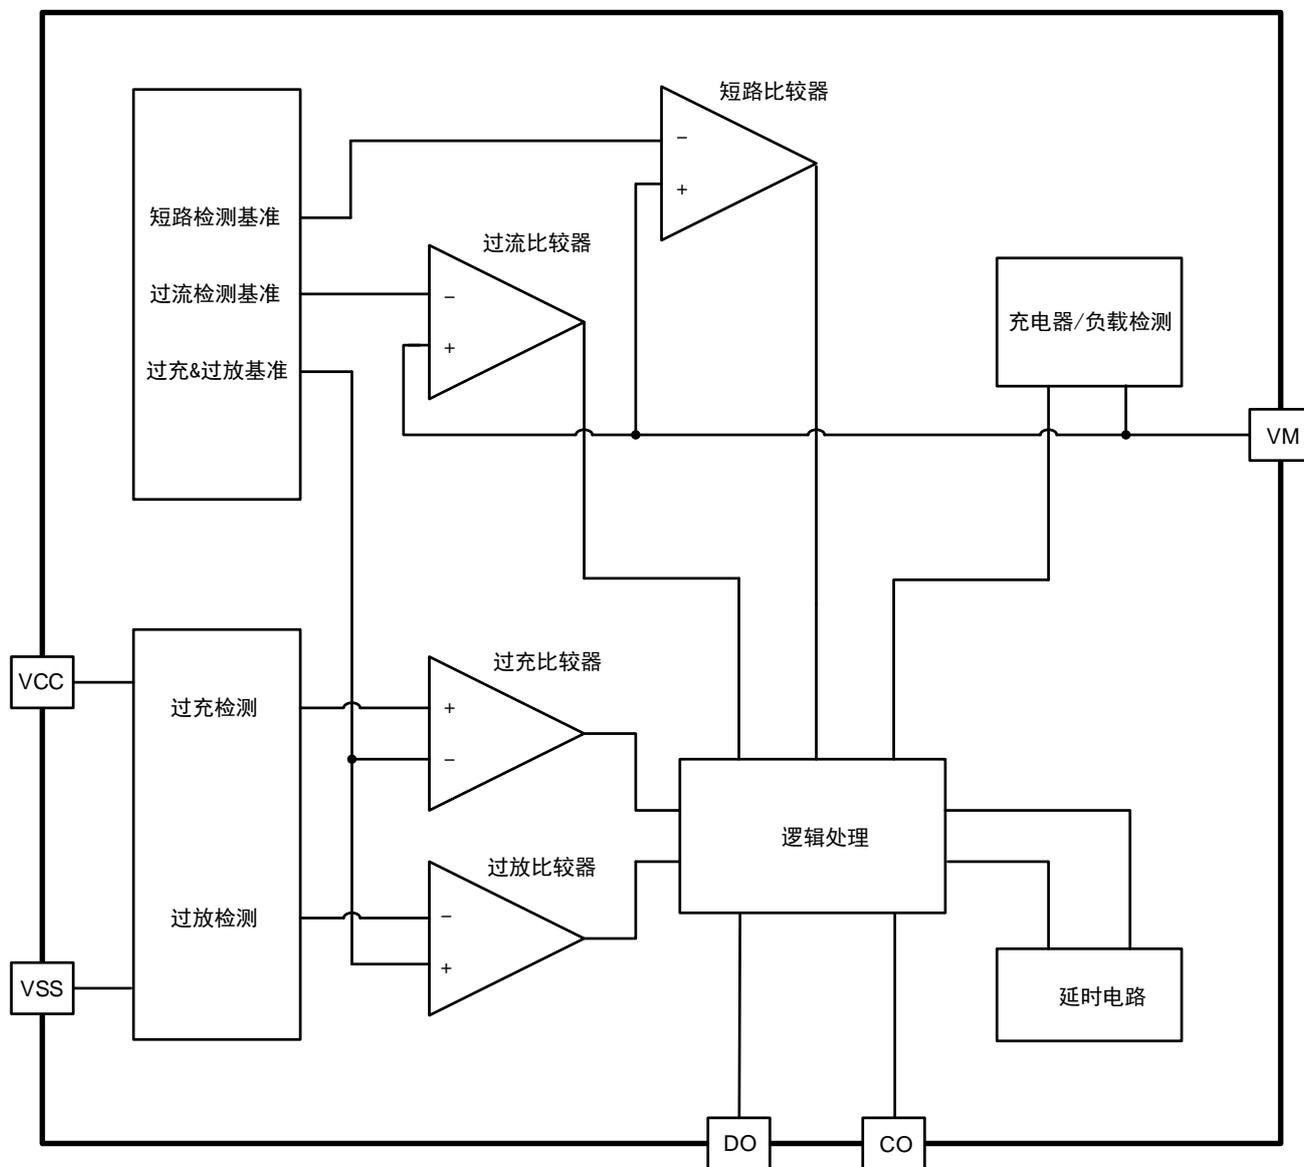 短路比较器
-
+
短路检测基准
过流比较器
过流检测基准
-
+
过充&过放基准
充电器/负载检测
VM
VCC
过充检测
过充比较器
+
-
逻辑处理
过放比较器
过放检测
-
+
VSS
延时电路
DO
CO